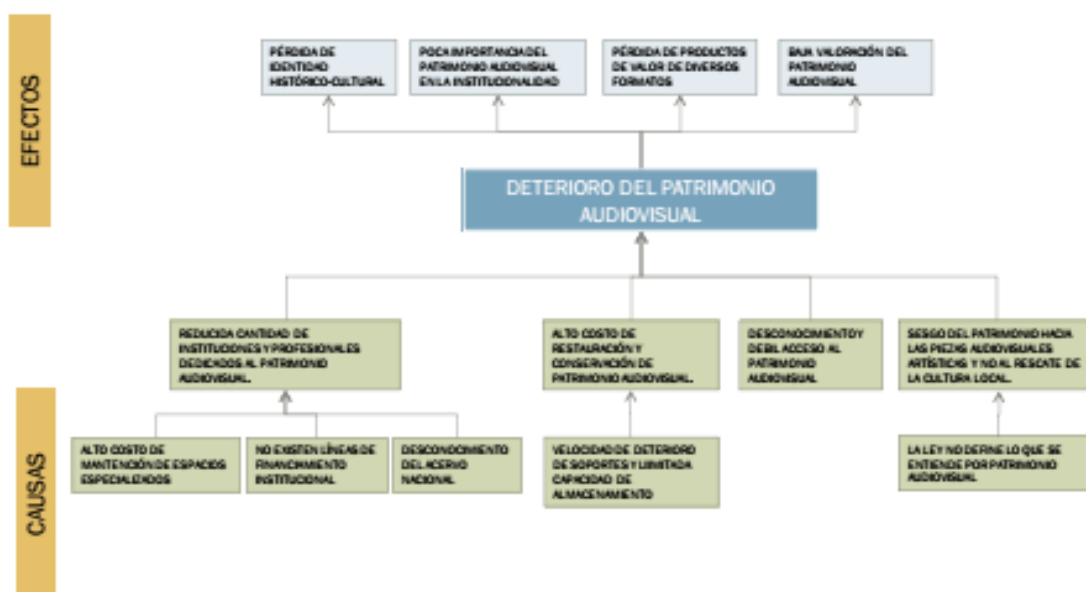 EFECTOS
PÉRDIDA DE
IDENTIDAD
HISTÓRICO-CULTURAL
POCA IMPORTANCIA DEL
PATRIMONIO AUDIOVISUAL
EN LA INSTITUCIONALIDAD
PÉRDIDA DE PRODUCTOS
DE VALOR DE DIVERSOS
FORMATOS
BAJA VALORACIÓN DEL
PATRIMONIO
AUDIOVISUAL
DETERIORO DEL PATRIMONIO
AUDIOVISUAL
CAUSAS
REDUCIDA CANTIDAD DE
INSTITUCIONES Y PROFESIONALES
DEDICADOS AL PATRIMONIO
AUDIOVISUAL.
ALTO COSTO DE
RESTAURACIÓN Y
CONSERVACIÓN DE
PATRIMONIO AUDIOVISUAL.
DESCONOCIMIENTO Y
DEBIL ACCESO AL
PATRIMONIO
AUDIOVISUAL
SESGO DEL PATRIMONIO HACIA
LAS PIEZAS AUDIOVISUALES
ARTÍSTICAS Y NO AL RESCATE DE
LA CULTURA LOCAL.
ALTO COSTO DE
MANTENCIÓN DE ESPACIOS
ESPECIALIZADOS
NO EXISTEN LÍNEAS DE
FINANCIAMIENTO
INSTITUCIONAL
DESCONOCIMIENTO
DEL ACERVO
NACIONAL
VELOCIDAD DE DETERIORO
DE SOPORTES Y LIMITADA
CAPACIDAD DE
ALMACENAMIENTO
LA LEY NO DEFINE LO QUE SE
ENTIENDE POR PATRIMONIO
AUDIOVISUAL